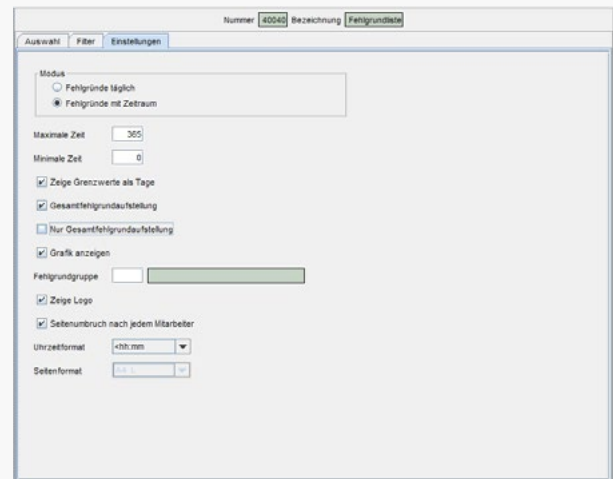 Nummer 40040 Bezeichnung Fehlgrundliste
Auswahl Filter Einstellungen
Modus
Fehlgründe täglich
Fehlgründe mit Zeitraum
Maximale Zeit 365
Minimale Zeit 0
Zeige Grenzwerte als Tape
Gesamtfehlgrundaufstellung
Nur Gesamtfehlgrundaufstellung
Grafik anzeigen
Fehlgrundgruppe
Zeige Logo
Seitenumbruch nach jedem Mitarbeiter
Uhrzeitformat <hh:mm
Seitenformat A4 L